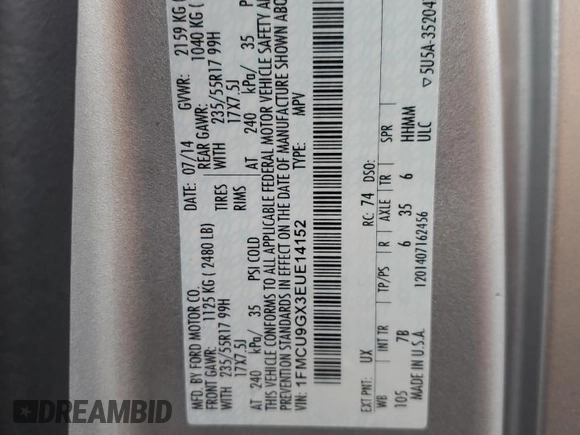 MFD. BY FORD MOTOR CO.
DATE: 07/14 GVWR: 2159 KG (
FRONT GAWR: 1125 KG ( 2480 LB) REAR GAWR: 1040 KG (
WITH 235/55R17 99H TIRES WITH 235/55R17 99H
17X7.5J RIMS 17X7.5J
AT 240 kPa/ 35 PSI COLD AT 240 kPa/ 35 PSI
THIS VEHICLE CONFORMS TO ALL APPLICABLE FEDERAL MOTOR VEHICLE SAFETY
PREVENTION STANDARDS IN EFFECT ON THE DATE OF MANUFACTURE SHOWN ABOV
VIN: 1FMCU9GX3EUE14152 TYPE: MPV
EXT PNT: UX RC: 74 DSO:
WB INT TR TP/PS R AXLE TR SPR
105 7B 6 35 6 HHMM
ULC
MADE IN U.S.A. 1201407162456 ▽5U5A-35204
DREAMBID